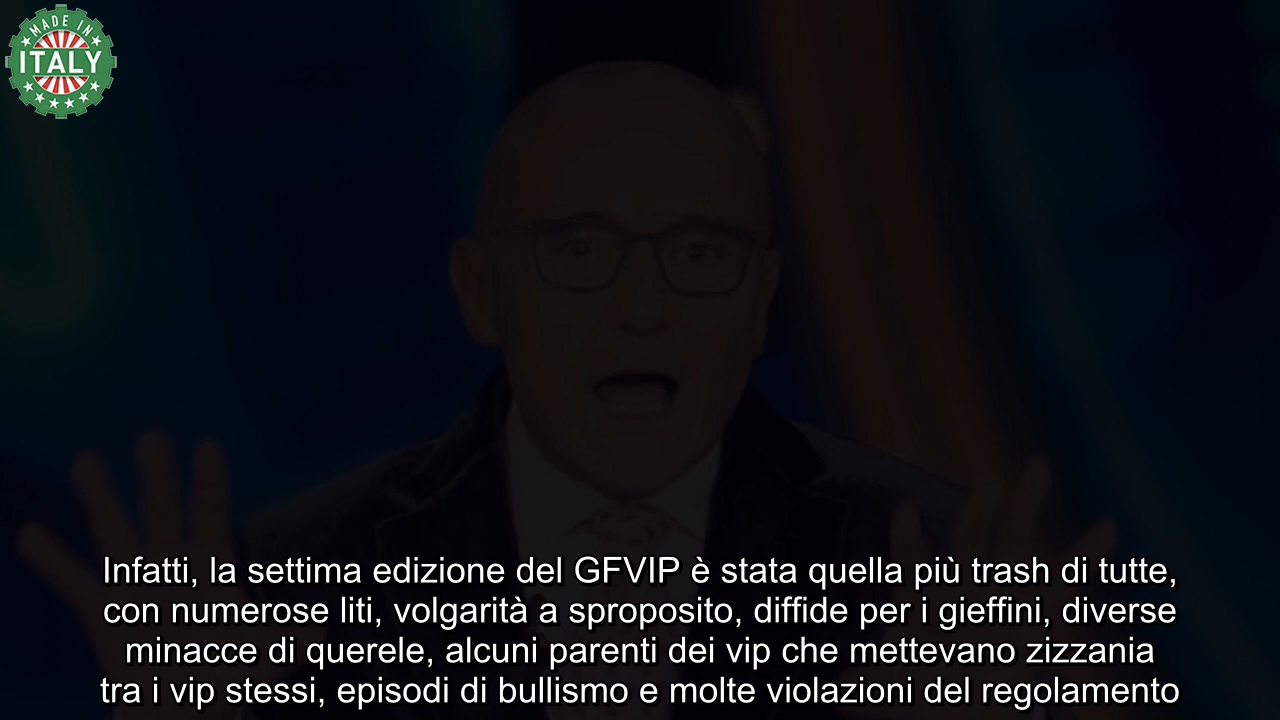 MADE IN
ITALY
Infatti, la settima edizione del GFVIP è stata quella più trash di tutte,
con numerose liti, volgarità a sproposito, diffide per i gieffini, diverse
minacce di querele, alcuni parenti dei vip che mettevano zizzania
tra i vip stessi, episodi di bullismo e molte violazioni del regolamento